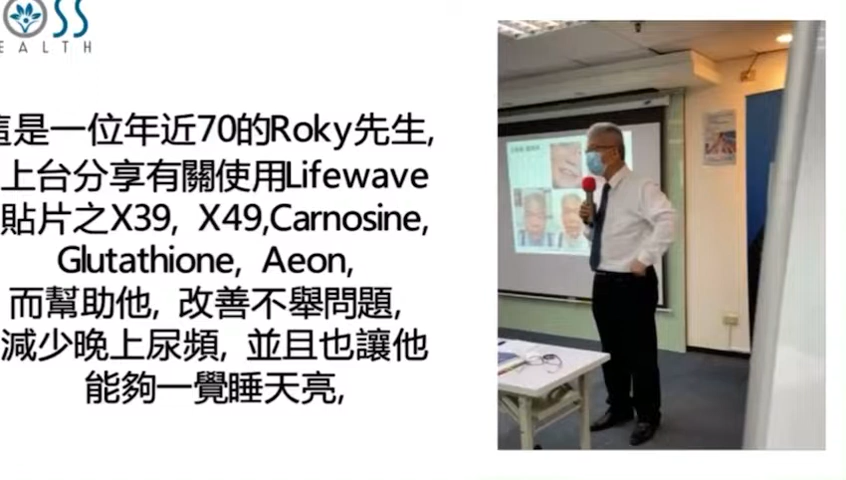 OSS
EALTH
這是一位年近70的Roky先生,
上台分享有關使用Lifewave
貼片之X39, X49,Carnosine,
Glutathione, Aeon,
而幫助他, 改善不舉問題,
減少晚上尿頻, 並且也讓他
能夠一覺睡天亮,